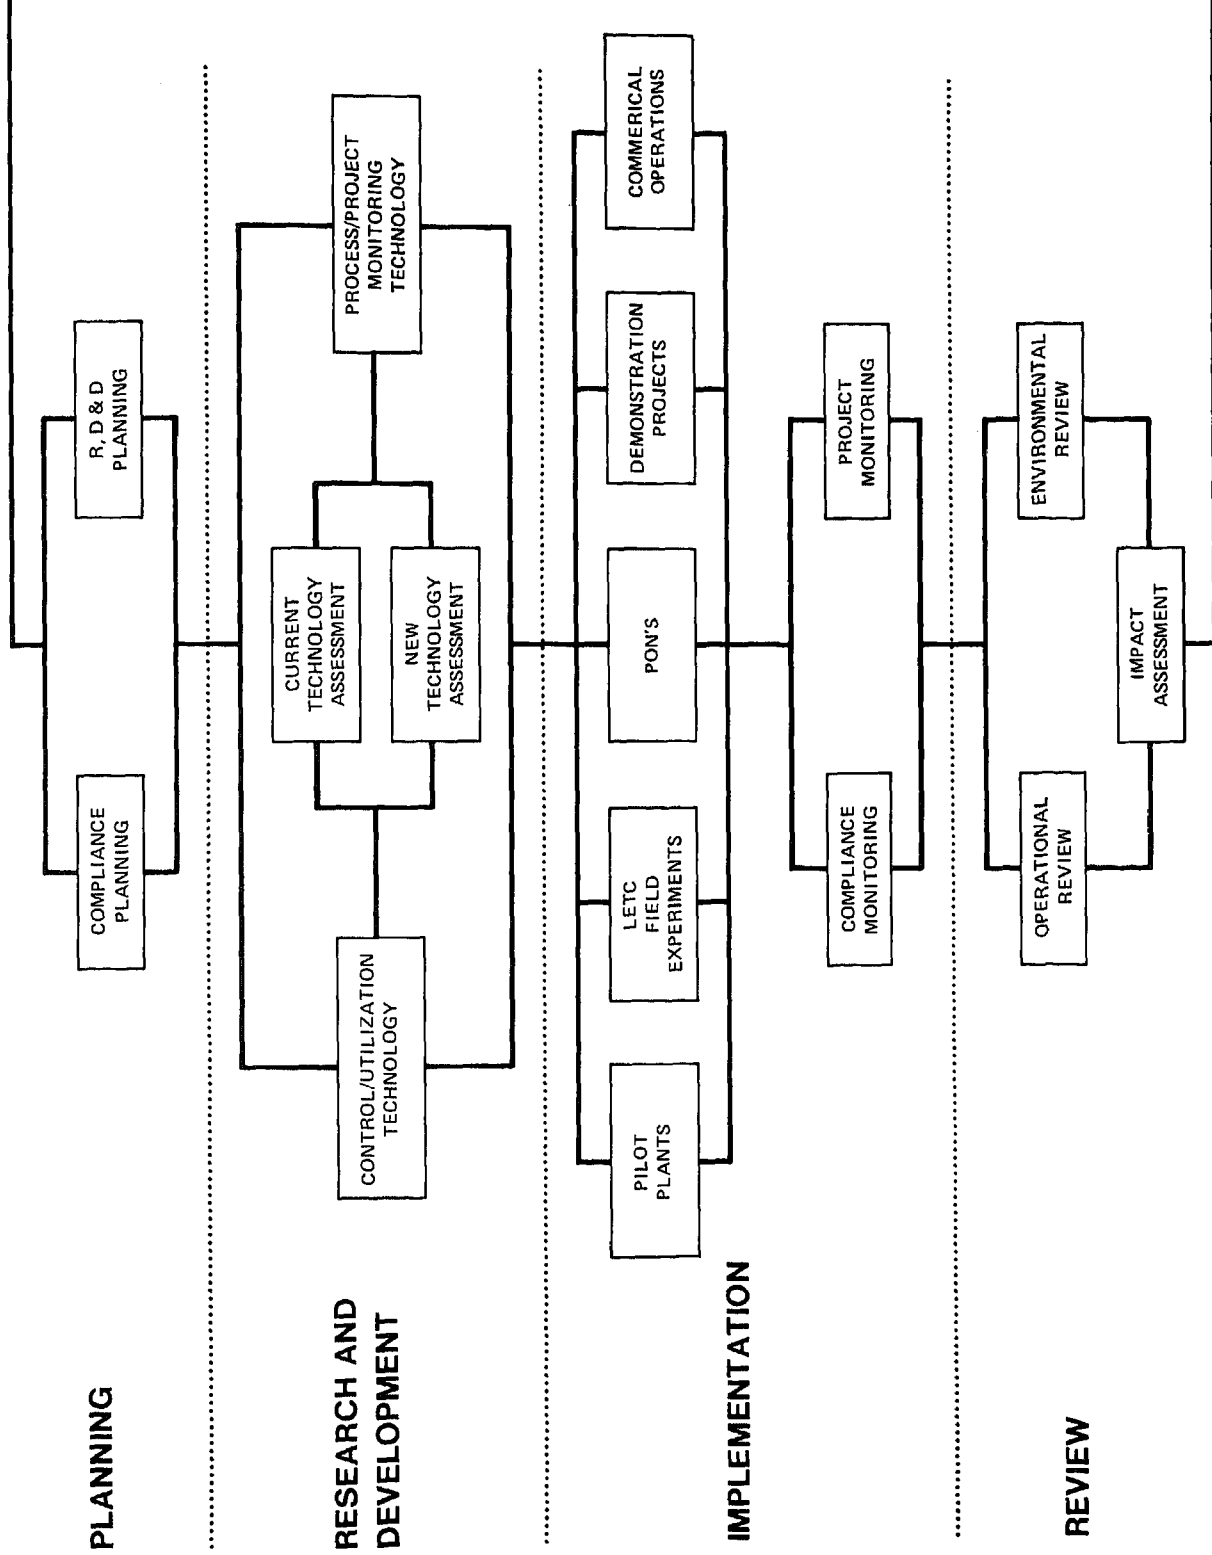 PLANNING
COMPLIANCE
PLANNING
R, D & D
PLANNING
RESEARCH AND
DEVELOPMENT
CONTROL/UTILIZATION
TECHNOLOGY
CURRENT
TECHNOLOGY
ASSESSMENT
NEW
TECHNOLOGY
ASSESSMENT
PROCESS/PROJECT
MONITORING
TECHNOLOGY
IMPLEMENTATION
PILOT
PLANTS
LETC
FIELD
EXPERIMENTS
PON'S
DEMONSTRATION
PROJECTS
COMMERICAL
OPERATIONS
COMPLIANCE
MONITORING
PROJECT
MONITORING
REVIEW
OPERATIONAL
REVIEW
ENVIRONMENTAL
REVIEW
IMPACT
ASSESSMENT